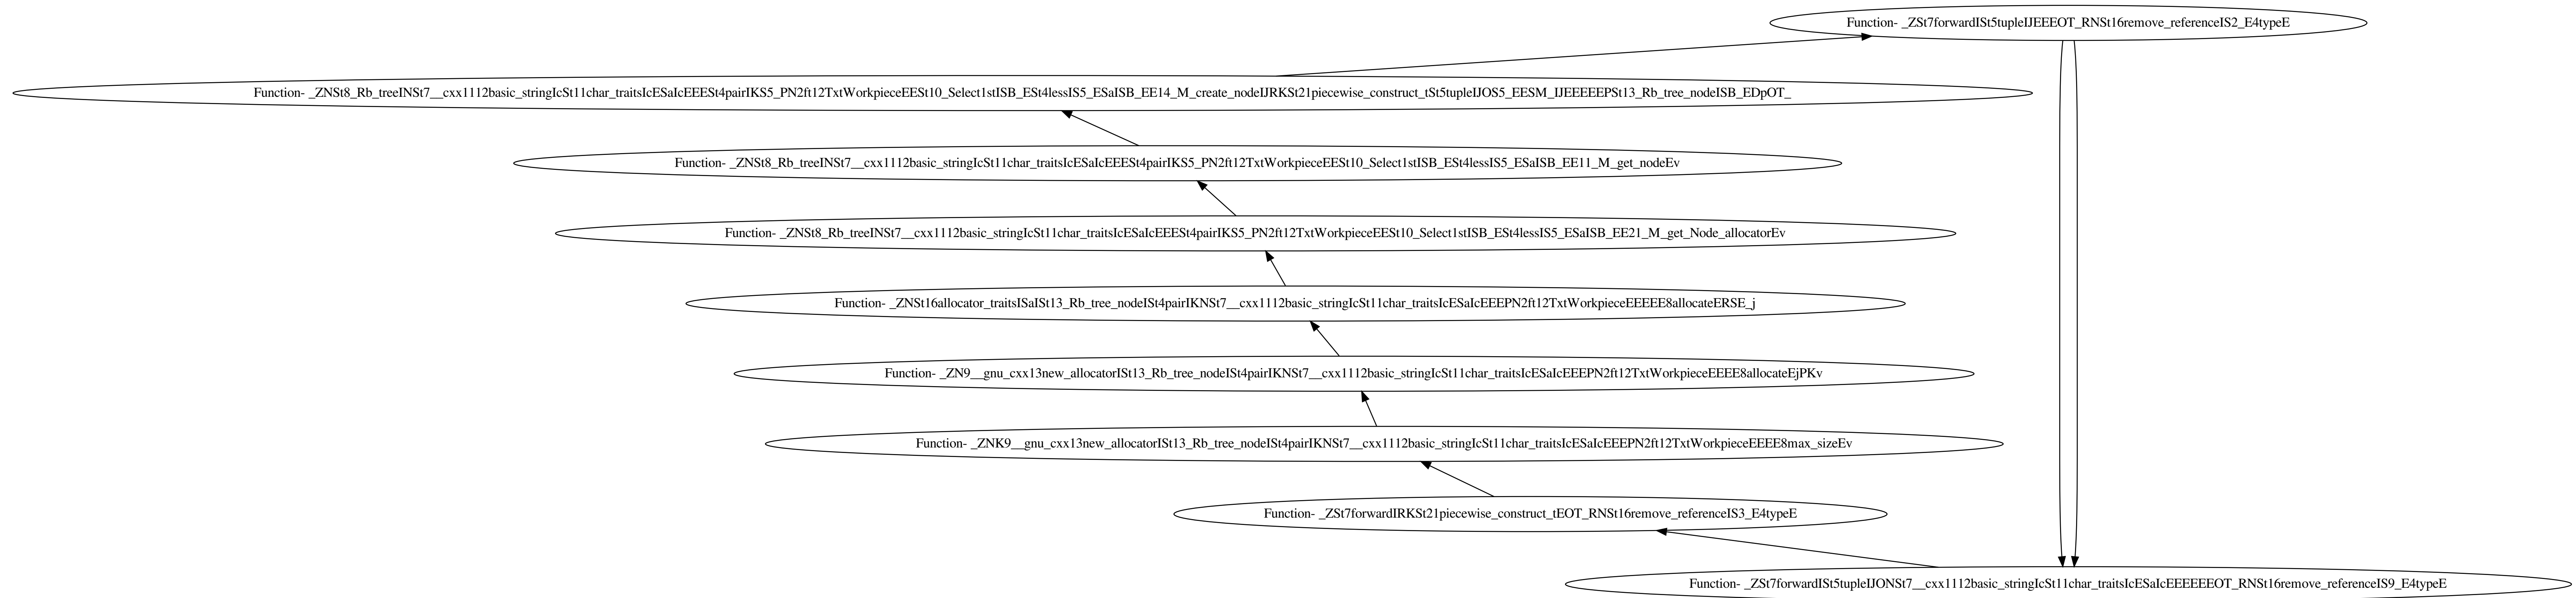 Function- _ZSt7forwardISt5tupleIJEEEOT_RNSt16remove_referenceIS2_E4typeE
Function- _ZNSt8_Rb_treeINSt7__cxx1112basic_stringIcSt11char_traitsIcESaIcEEESt4pairIKS5_PN2ft12TxtWorkpieceEESt10_Select1stISB_ESt4lessIS5_ESaISB_EE14_M_create_nodeIJRKSt21piecewise_construct_tSt5tupleIJOS5_EESM_IJEEEEEPSt13_Rb_tree_nodeISB_EDpOT_
Function- _ZNSt8_Rb_treeINSt7__cxx1112basic_stringIcSt11char_traitsIcESaIcEEESt4pairIKS5_PN2ft12TxtWorkpieceEESt10_Select1stISB_ESt4lessIS5_ESaISB_EE11_M_get_nodeEv
Function- _ZNSt8_Rb_treeINSt7__cxx1112basic_stringIcSt11char_traitsIcESaIcEEESt4pairIKS5_PN2ft12TxtWorkpieceEESt10_Select1stISB_ESt4lessIS5_ESaISB_EE21_M_get_Node_allocatorEv
Function- _ZNSt16allocator_traitsISaISt13_Rb_tree_nodeISt4pairIKNSt7__cxx1112basic_stringIcSt11char_traitsIcESaIcEEEPN2ft12TxtWorkpieceEEEEE8allocateERSE_j
Function- _ZN9__gnu_cxx13new_allocatorISt13_Rb_tree_nodeISt4pairIKNSt7__cxx1112basic_stringIcSt11char_traitsIcESaIcEEEPN2ft12TxtWorkpieceEEEE8allocateEjPKv
Function- _ZNK9__gnu_cxx13new_allocatorISt13_Rb_tree_nodeISt4pairIKNSt7__cxx1112basic_stringIcSt11char_traitsIcESaIcEEEPN2ft12TxtWorkpieceEEEE8max_sizeEv
Function- _ZSt7forwardIRKSt21piecewise_construct_tEOT_RNSt16remove_referenceIS3_E4typeE
Function- _ZSt7forwardISt5tupleIJONSt7__cxx1112basic_stringIcSt11char_traitsIcESaIcEEEEEEOT_RNSt16remove_referenceIS9_E4typeE